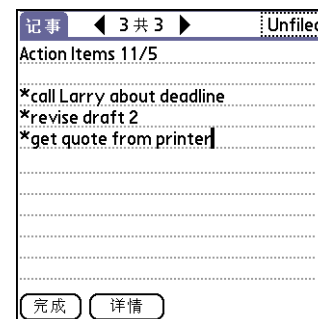 记事 3 共 3 Unfiled
Action Items 11/5
*call Larry about deadline
*revise draft 2
*get quote from printer
完成 详情